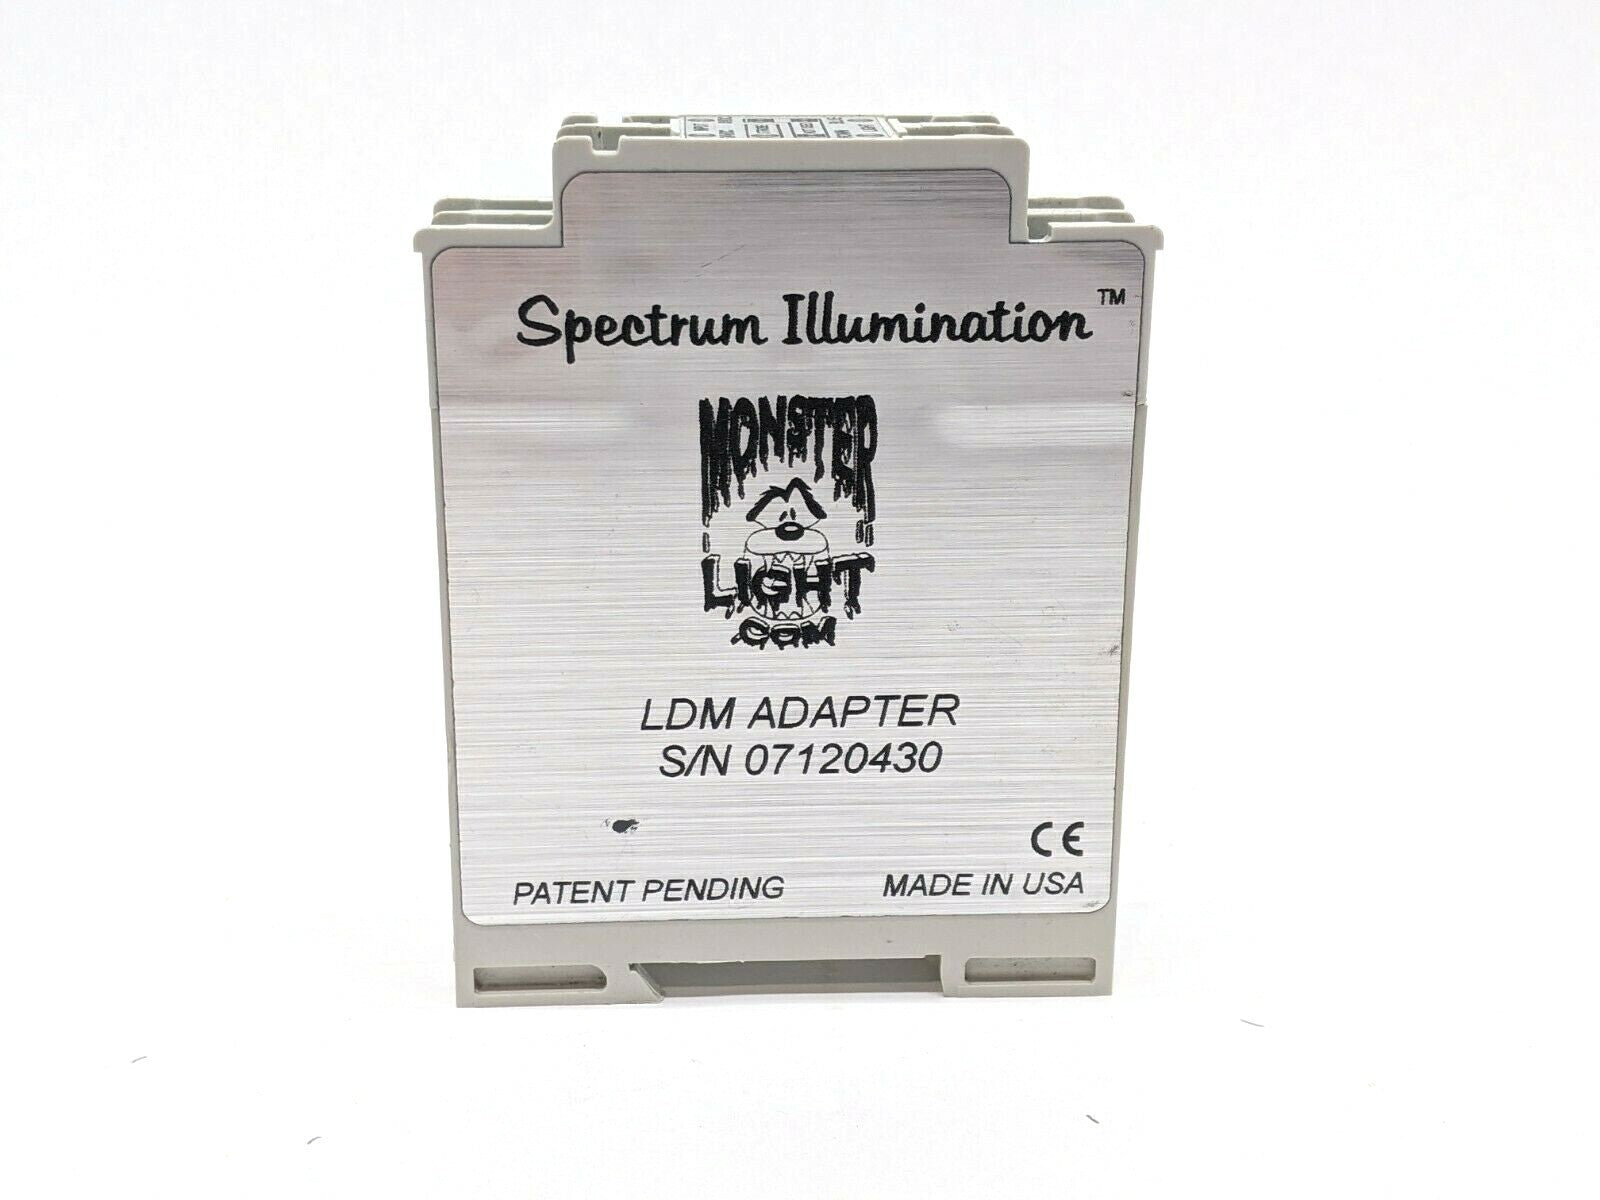 Spectrum Illumination™
MONSTER
LIGHT
.COM
LDM ADAPTER
S/N 07120430
CE
PATENT PENDING
MADE IN USA